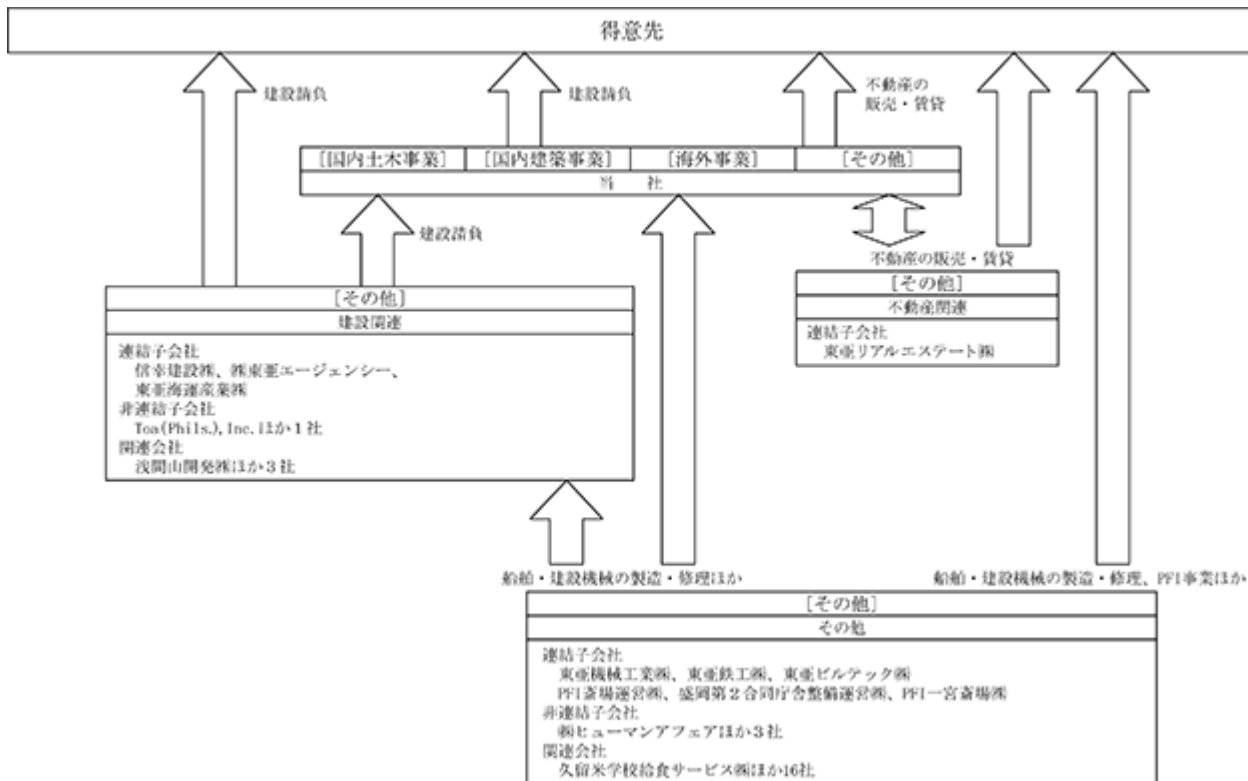 得意先
建設請負
建設請負
不動産の
販売・賃貸
[国内土木事業] [国内建築事業] [海外事業] [その他]
当　社
建設請負
不動産の販売・賃貸
[その他]
不動産関連
連結子会社
東亜リアルエステート㈱
[その他]
建設関連
連結子会社
信幸建設㈱、㈱東亜エージェンシー、
東亜海運産業㈱
非連結子会社
Toa(Phils.),Inc.ほか１社
関連会社
浅間山開発㈱ほか３社
船舶・建設機械の製造・修理ほか
船舶・建設機械の製造・修理、PFI事業ほか
[その他]
その他
連結子会社
東亜機械工業㈱、東亜鉄工㈱、東亜ビルテック㈱
PFI斎場運営㈱、盛岡第２合同庁舎整備運営㈱、PFI一宮斎場㈱
非連結子会社
㈱ヒューマンアフェアほか３社
関連会社
久留米学校給食サービス㈱ほか16社